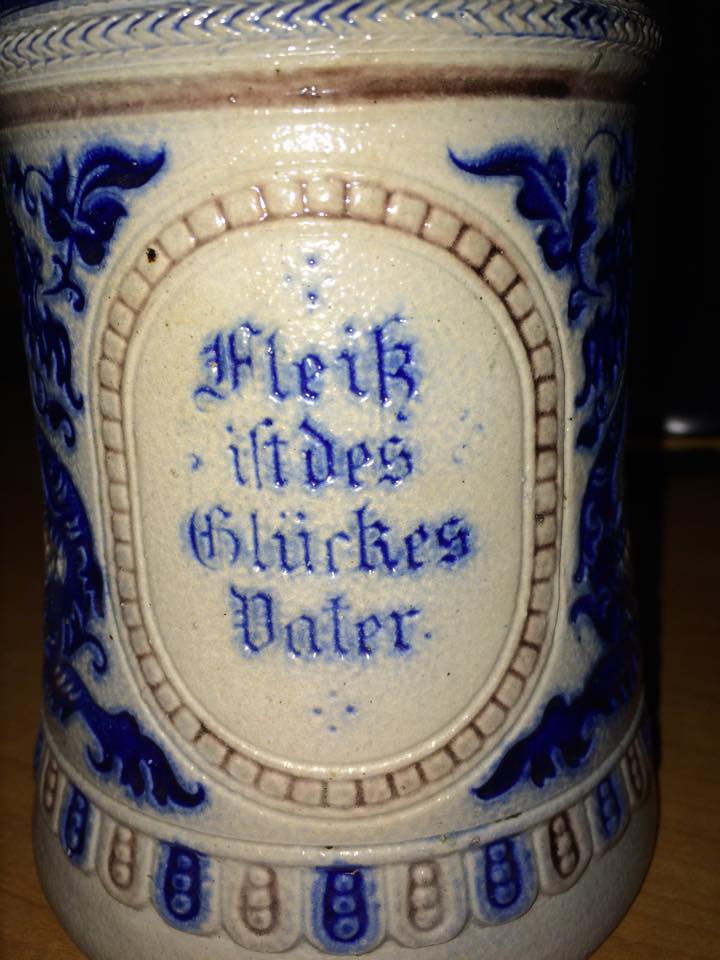 Fleiß
ist des
Glückes
Vater.